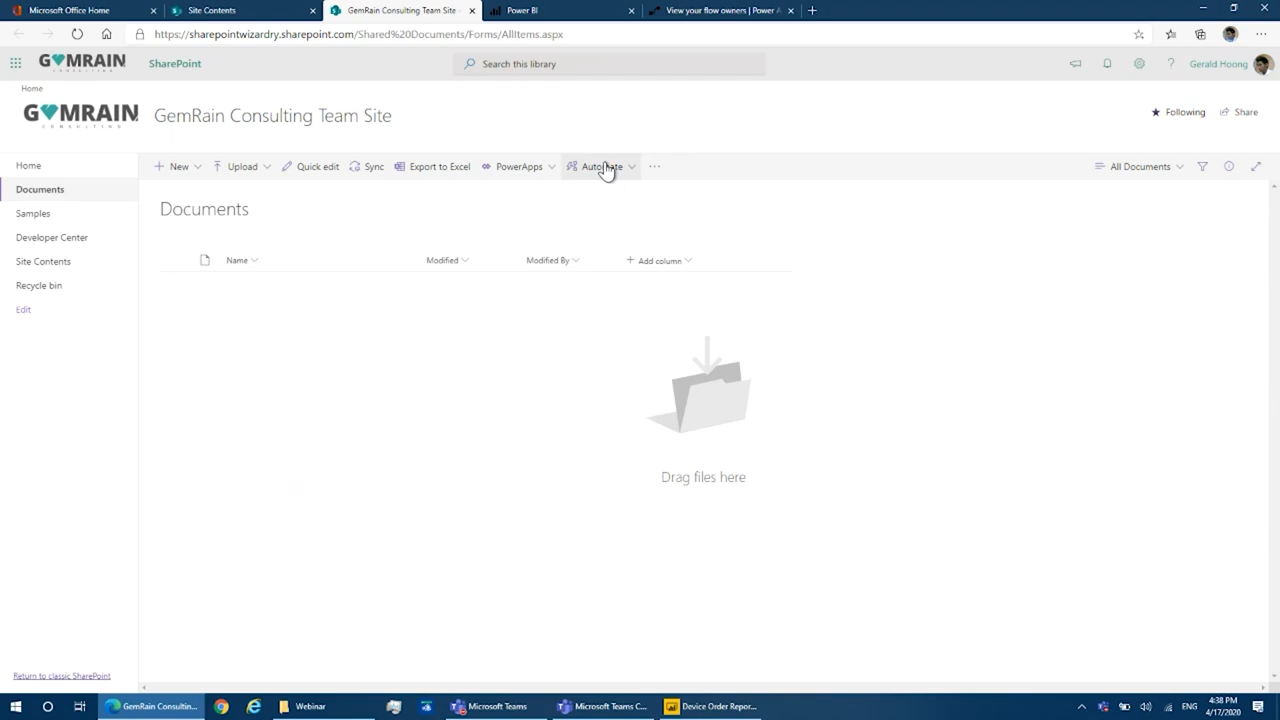 Microsoft Office Home
Site Contents
GemRain Consulting Team Site -
Power BI
View your flow owners | Power A
https://sharepointwizardry.sharepoint.com/Shared%20Documents/Forms/AllItems.aspx
GEMRAIN
SharePoint
Search this library
Gerald Hoong
Home
GEMRAIN
CONSULTING
GemRain Consulting Team Site
Following
Share
Home
New
Upload
Quick edit
Sync
Export to Excel
PowerApps
Automate
All Documents
Documents
Samples
Developer Center
Site Contents
Recycle bin
Edit
Documents
Name
Modified
Modified By
Add column
Drag files here
Return to classic SharePoint
GemRain Consultin...
Webinar
Microsoft Teams
Microsoft Teams C...
Device Order Repor...
ENG
4:38 PM
4/17/2020